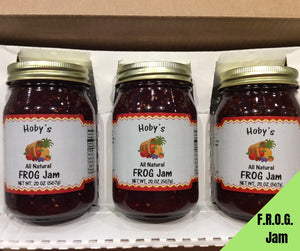 Hoby's
All Natural
FROG Jam
NET WT. 20 OZ (567g)
Hoby's
All Natural
FROG Jam
NET WT. 20 OZ (567g)
Hoby's
All Natural
FROG Jam
NET WT. 20 OZ (567g)
F.R.O.G.
Jam